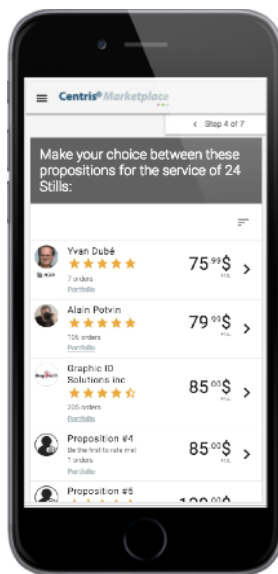 Centris® Marketplace
Step 4 of 7
Make your choice between these
propositions for the service of 24
Stills:
Yvan Dubé
75 99 $
7 orders
Portfolio
Alain Potvin
79 99 $
orders
Portfolio
Graphic ID
Solutions inc
85 00 $
205 orders
Portfolio
Proposition #4
Be the first to rate me!
85 00 $
1 orders
Portfolio
Proposition #5